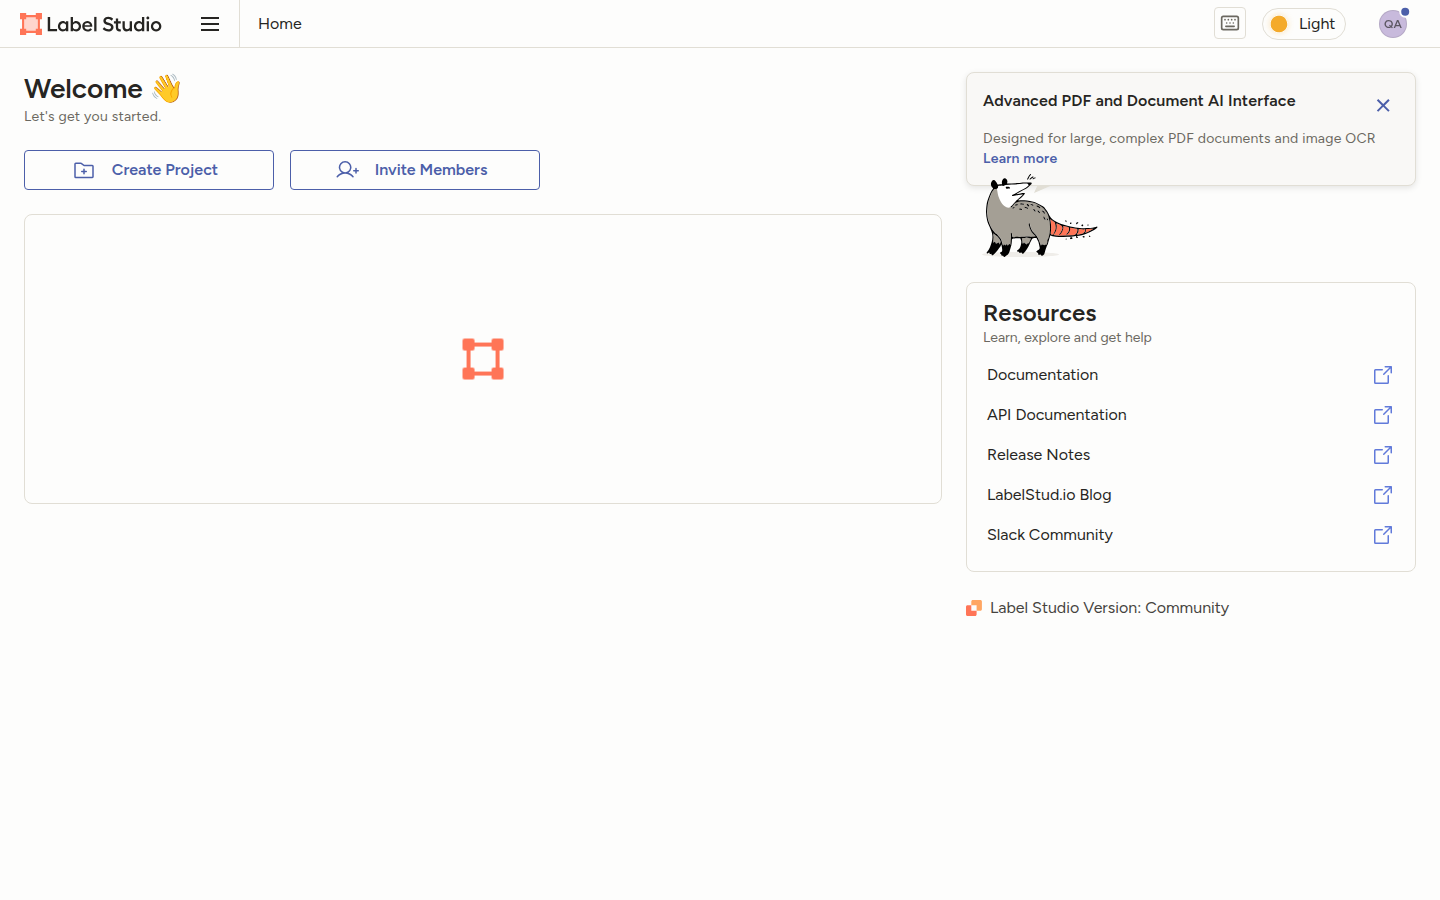 Label Studio
Home
Light
QA
Welcome 👋
Let's get you started.
Create Project
Invite Members
Advanced PDF and Document AI Interface
Designed for large, complex PDF documents and image OCR
Learn more
Resources
Learn, explore and get help
Documentation
API Documentation
Release Notes
LabelStud.io Blog
Slack Community
Label Studio Version: Community